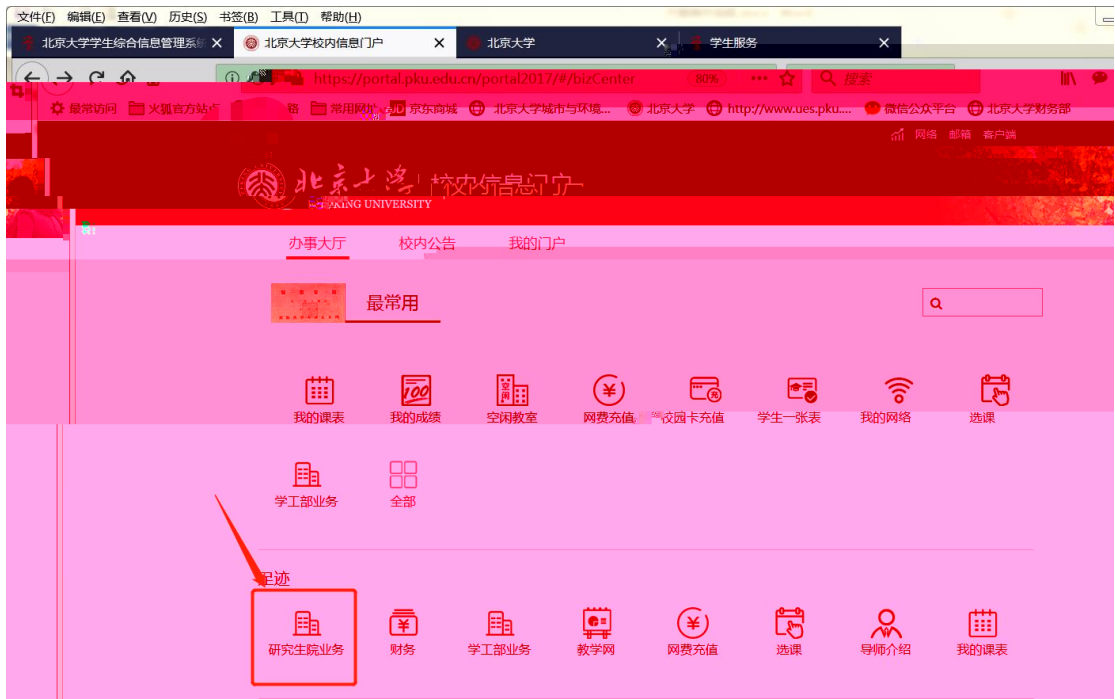 文件(F) 编辑(E) 查看(V) 历史(S) 书签(B) 工具(T) 帮助(H)
北京大学学生综合信息管理系统 北京大学校内信息门户 北京大学 学生服务
https://portal.pku.edu.cn/portal2017/#/bizCenter 80% 搜索
最常访问 火狐官方站点 常用网址 JD 京东商城 北京大学城市与环境... 北京大学 http://www.ues.pku.... 微信公众平台 北京大学财务部
网络 邮箱 客户端
北京大学 校内信息门户
PEKING UNIVERSITY
办事大厅 校内公告 我的门户
最常用
我的课表 我的成绩 空闲教室 网费充值 校园卡充值 学生一张表 我的网络 选课
学工部业务 全部
足迹
研究生院业务 财务 学工部业务 教学网 网费充值 选课 导师介绍 我的课表